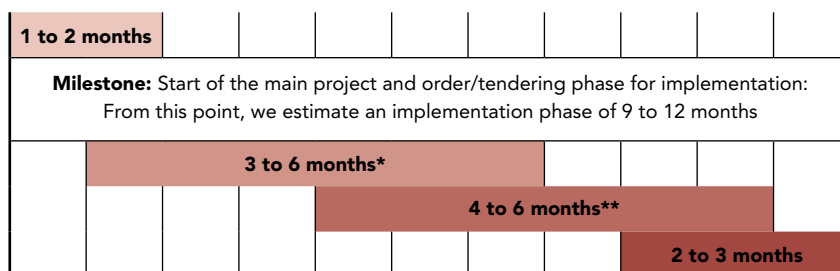 1 to 2 months
Milestone: Start of the main project and order/tendering phase for implementation:
From this point, we estimate an implementation phase of 9 to 12 months
3 to 6 months*
4 to 6 months**
2 to 3 months